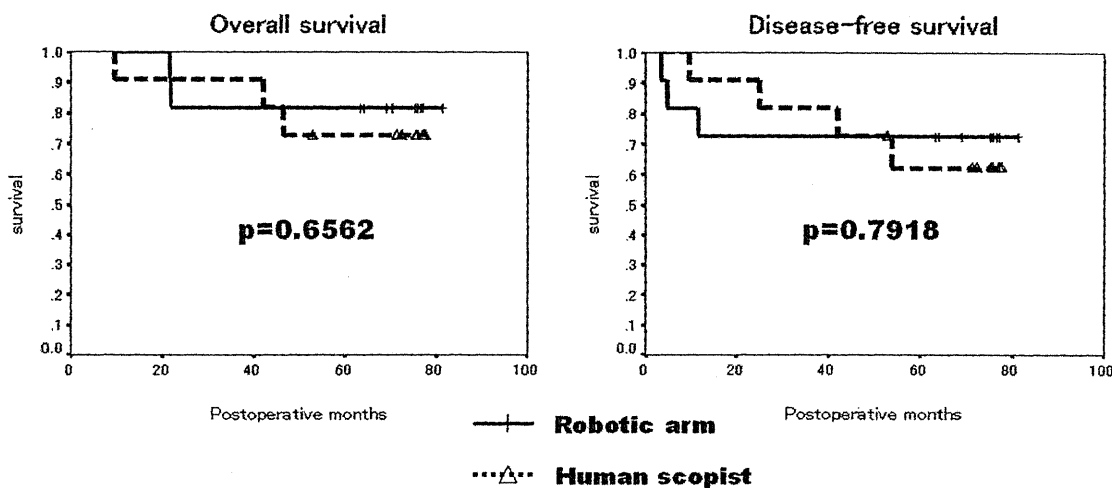 Overall survival
1.0
.9
.8
.7
.6
.5
.4
.3
.2
.1
0.0
survival
p=0.6562
0 20 40 60 80 100
Postoperative months
Disease-free survival
1.0
.9
.8
.7
.6
.5
.4
.3
.2
.1
0.0
survival
p=0.7918
0 20 40 60 80 100
Postoperative months
Robotic arm
Human scopist